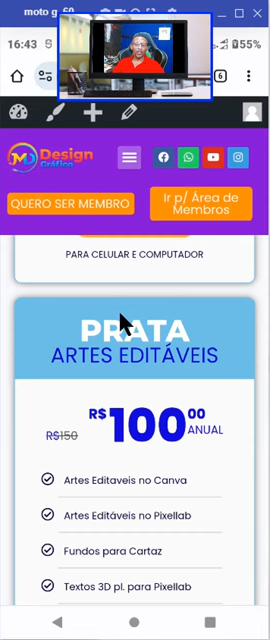 moto g
16:43
55%
6
Design
Gráfico
QUERO SER MEMBRO
Ir p/ Área de
Membros
PARA CELULAR E COMPUTADOR
PRATA
ARTES EDITÁVEIS
R$150
R$100,00
ANUAL
Artes Editaveis no Canva
Artes Editáveis no Pixellab
Fundos para Cartaz
Textos 3D pl. para Pixellab